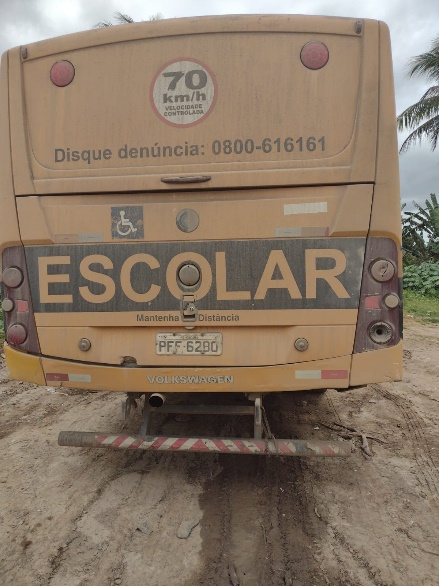 70
km/h
VELOCIDADE
CONTROLADA
Disque denúncia: 0800-616161
ESCOLAR
Mantenha Distância
PFF-6280
VOLKSWAGEN